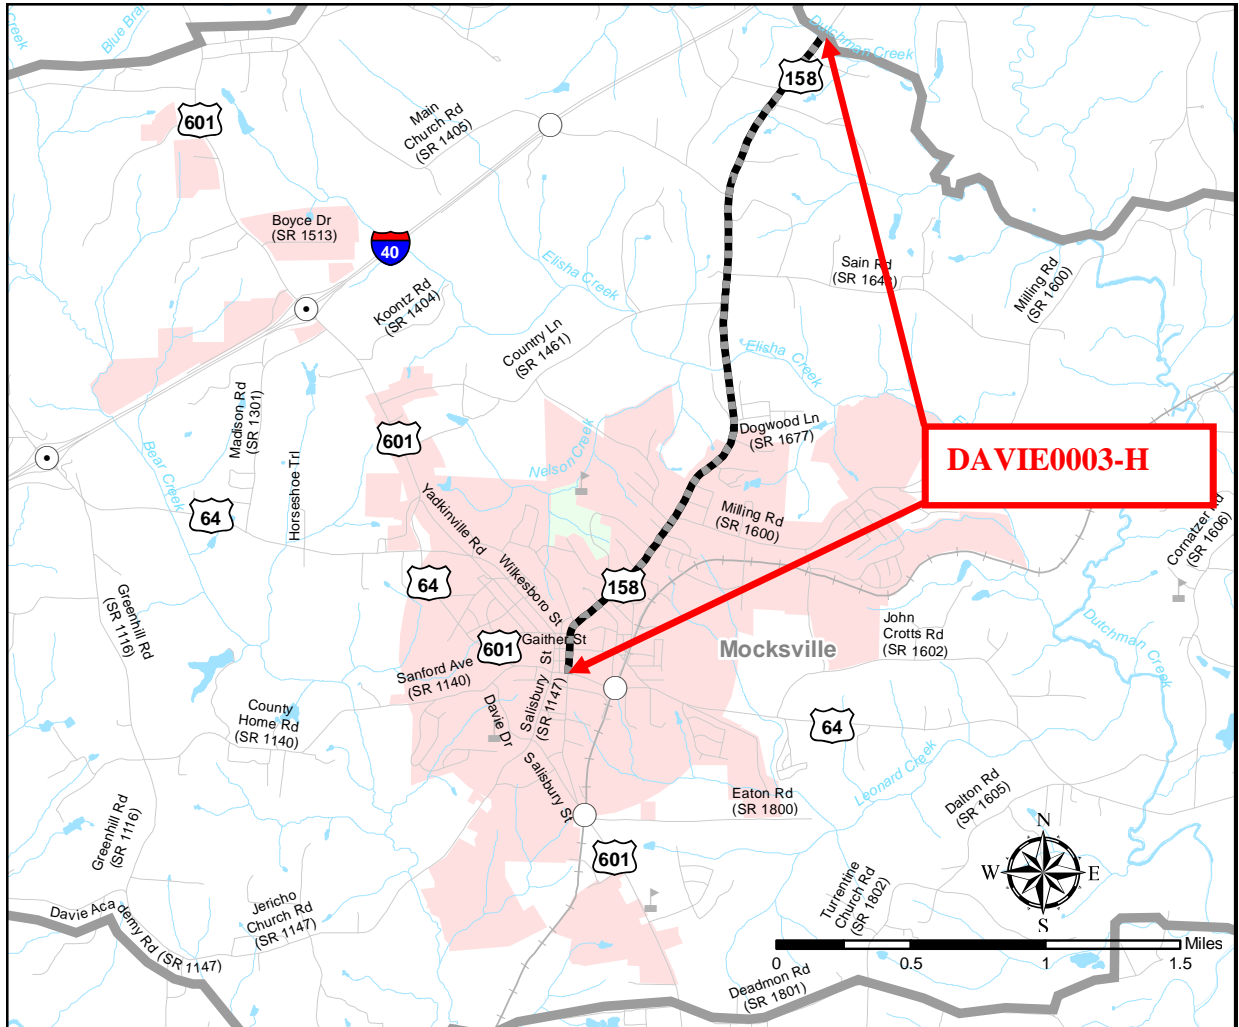 Creek
Blue Bran
Dutchman Creek
158
601
Main
Church Rd
(SR 1405)
Boyce Dr
(SR 1513)
40
Elisha Creek
Sain Rd
Milling Rd
(SR 1600)
Koontz Rd
(SR 1404)
Country Ln
(SR 1461)
Elisha Creek
Madison Rd
(SR 1301)
601
Dogwood Ln
(SR 1677)
DAVIE0003-H
Bear Creek
Horseshoe Trl
Nelson Creek
64
Yadkinville Rd
Milling Rd
(SR 1600)
Cornatzer Rd
(SR 1606)
Wilkesboro St
64
158
Greenhill Rd
(SR 1116)
Gaither St
601
John
Crotts Rd
(SR 1602)
Dutchman Creek
Mocksville
Sanford Ave
(SR 1140)
Salisbury St
(SR 1147)
County
Home Rd
(SR 1140)
Davie Dr
64
Salisbury St
Leonard Creek
Eaton Rd
(SR 1800)
Dalton Rd
(SR 1605)
Greenhill Rd
(SR 1116)
601
N
W E
S
Turrentine
Church Rd
(SR 1802)
Jericho
Church Rd
(SR 1147)
Davie Academy Rd (SR 1147)
Miles
0 0.5 1 1.5
Deadmon Rd
(SR 1801)